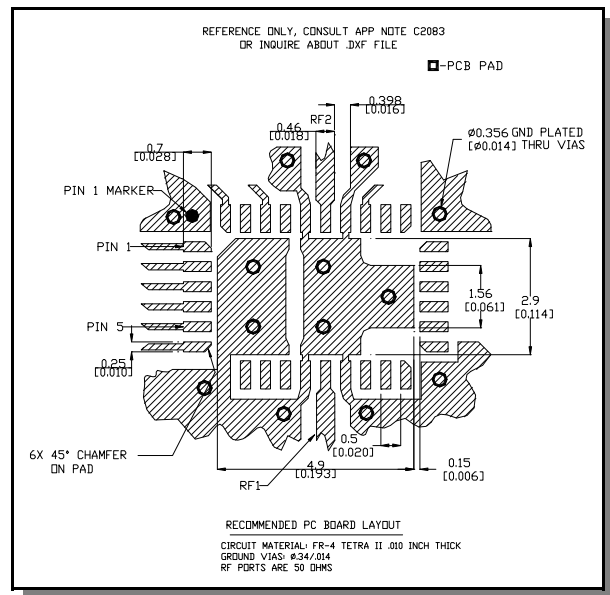 REFERENCE ONLY, CONSULT APP NOTE C2083
OR INQUIRE ABOUT .DXF FILE
-PCB PAD
0.398
[0.016]
RF2
0.46
[0.018]
Ø0.356 GND PLATED
[Ø0.014] THRU VIAS
0.7
[0.028]
PIN 1 MARKER
PIN 1
1.56
[0.061]
2.9
[0.114]
PIN 5
0.25
[0.010]
0.5
[0.020]
6X 45° CHAMFER
ON PAD
4.9
[0.193]
0.15
[0.006]
RF1
RECOMMENDED PC BOARD LAYOUT
CIRCUIT MATERIAL: FR-4 TETRA II .010 INCH THICK
GROUND VIAS: Ø.34/.014
RF PORTS ARE 50 OHMS